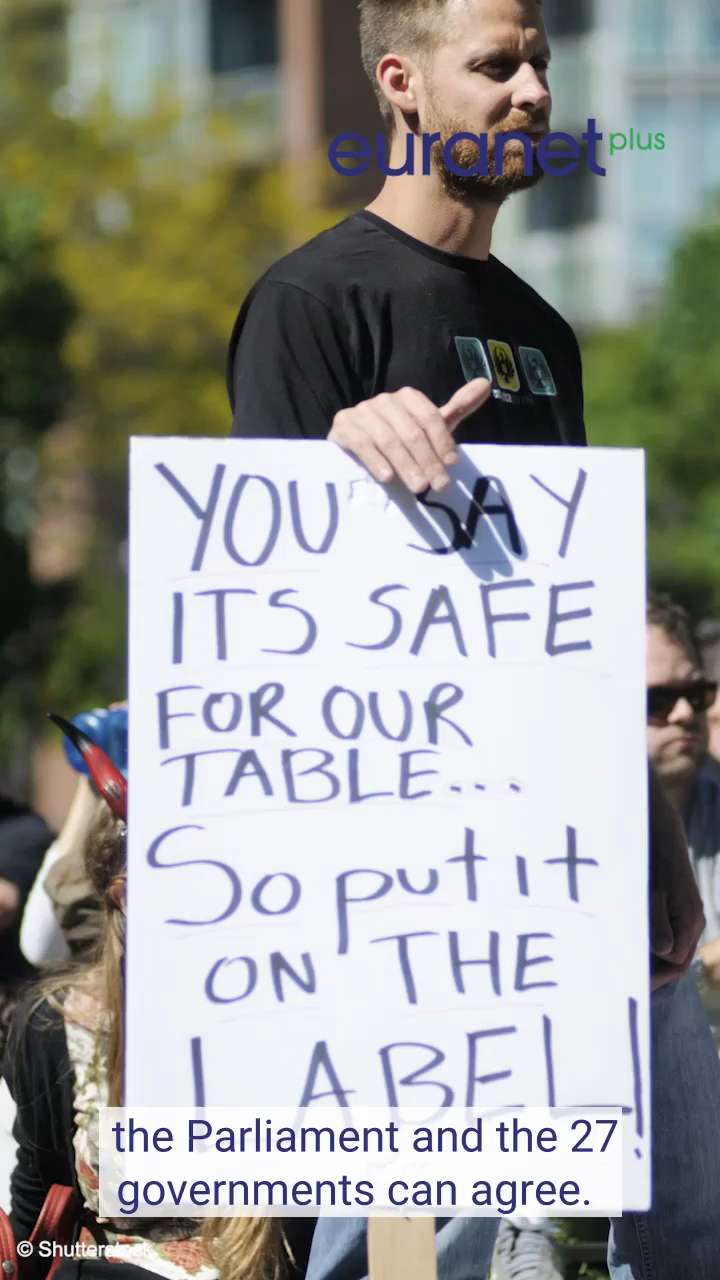 euranet plus
YOU SAY
ITS SAFE
FOR OUR
TABLE...
So put it
ON THE
LABEL!
the Parliament and the 27
governments can agree.
© Shutterstock